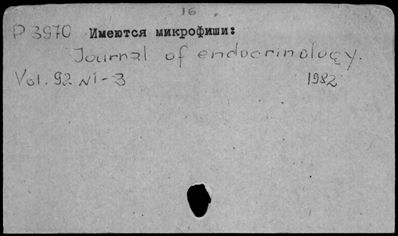 16
P 3970 Имеются микрофиши:
Journal of endocrinology.
Vol. 92 N1-3 1982